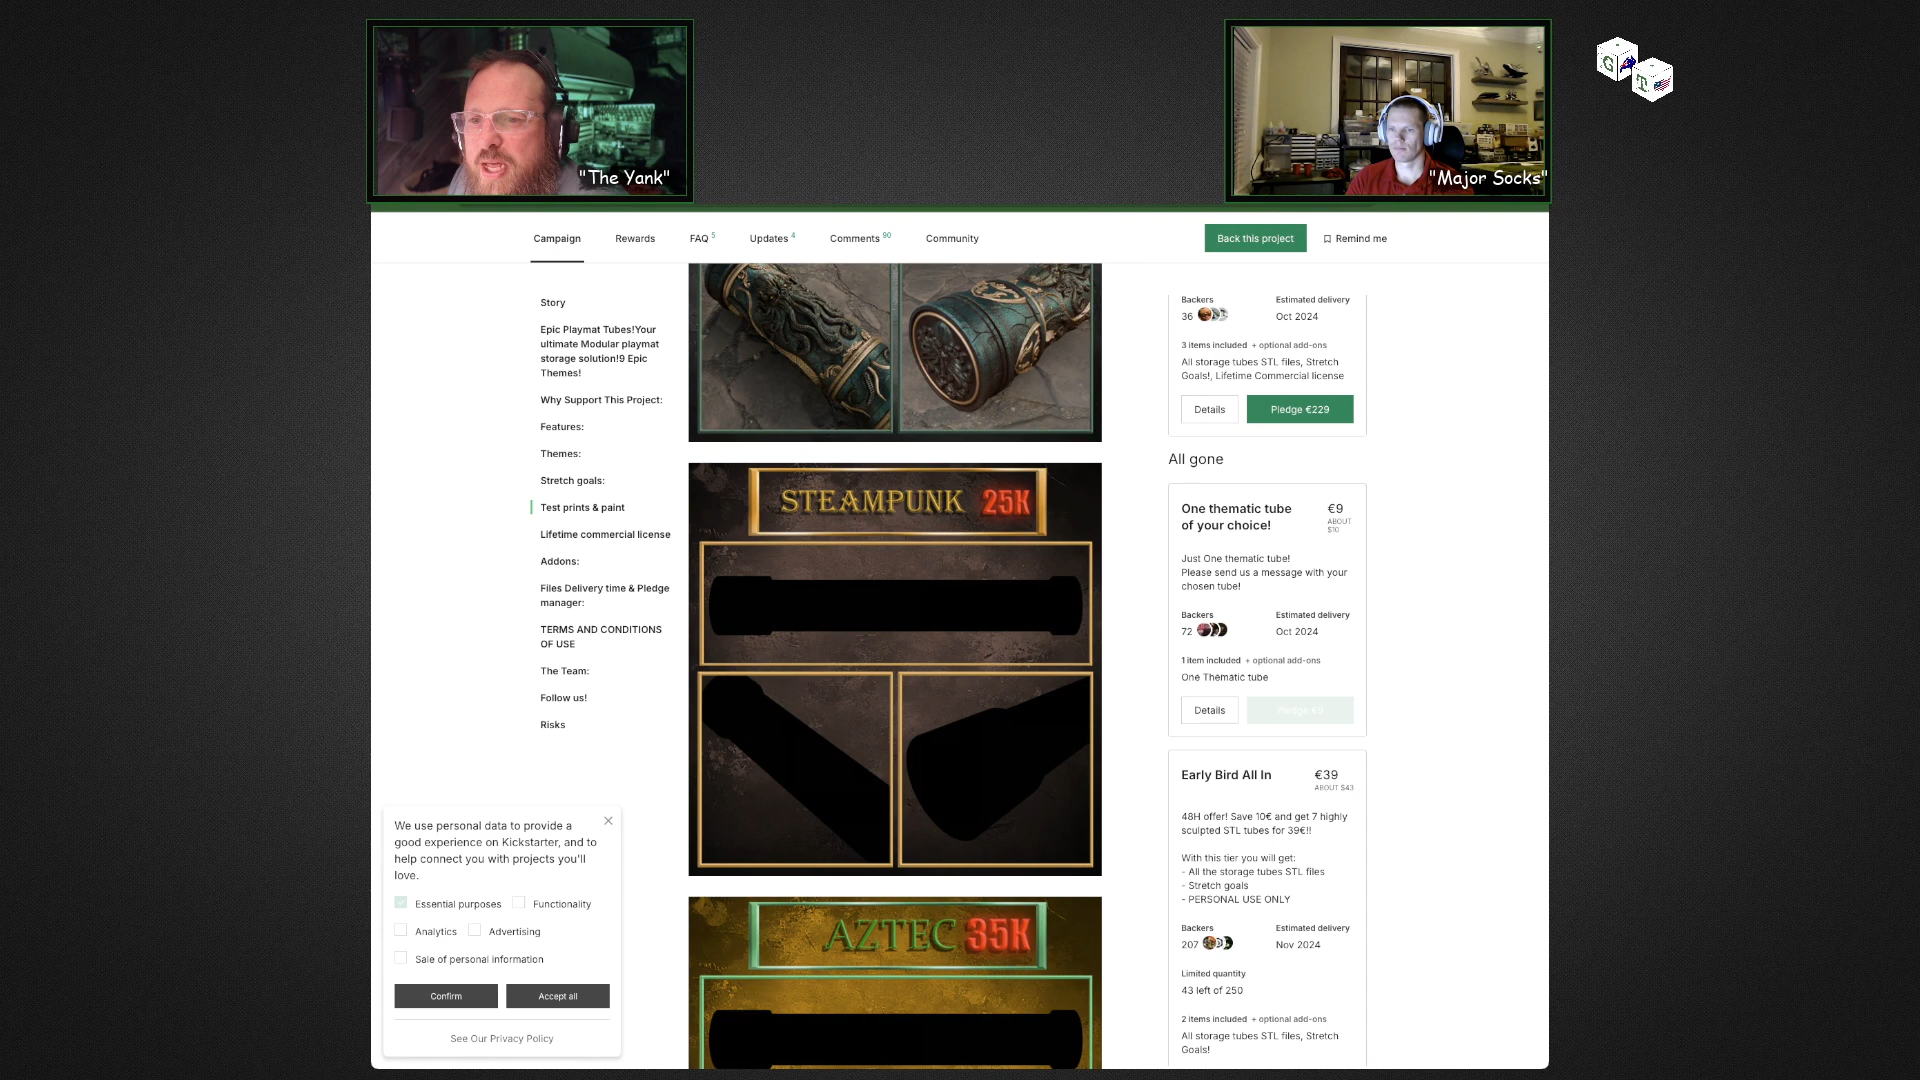 "The Yank"
"Major Socks"
G
T
Campaign
Rewards
FAQ 5
Updates 4
Comments 90
Community
Back this project
Remind me
Story
Epic Playmat Tubes!Your
ultimate Modular playmat
storage solution!9 Epic
Themes!
Why Support This Project:
Features:
Themes:
Stretch goals:
Test prints & paint
Lifetime commercial license
Addons:
Files Delivery time & Pledge
manager:
TERMS AND CONDITIONS
OF USE
The Team:
Follow us!
Risks
STEAMPUNK 25K
AZTEC 35K
Backers
Estimated delivery
36
Oct 2024
3 items included + optional add-ons
All storage tubes STL files, Stretch
Goals!, Lifetime Commercial license
Details
Pledge €229
All gone
One thematic tube
of your choice!
€9
ABOUT
$10
Just One thematic tube!
Please send us a message with your
chosen tube!
Backers
Estimated delivery
72
Oct 2024
1 item included + optional add-ons
One Thematic tube
Details
Pledge €9
Early Bird All In
€39
ABOUT $43
48H offer! Save 10€ and get 7 highly
sculpted STL tubes for 39€!!
With this tier you will get:
- All the storage tubes STL files
- Stretch goals
- PERSONAL USE ONLY
Backers
Estimated delivery
207
Nov 2024
Limited quantity
43 left of 250
2 items included + optional add-ons
All storage tubes STL files, Stretch
Goals!
We use personal data to provide a
good experience on Kickstarter, and to
help connect you with projects you'll
love.
Essential purposes
Functionality
Analytics
Advertising
Sale of personal information
Confirm
Accept all
See Our Privacy Policy